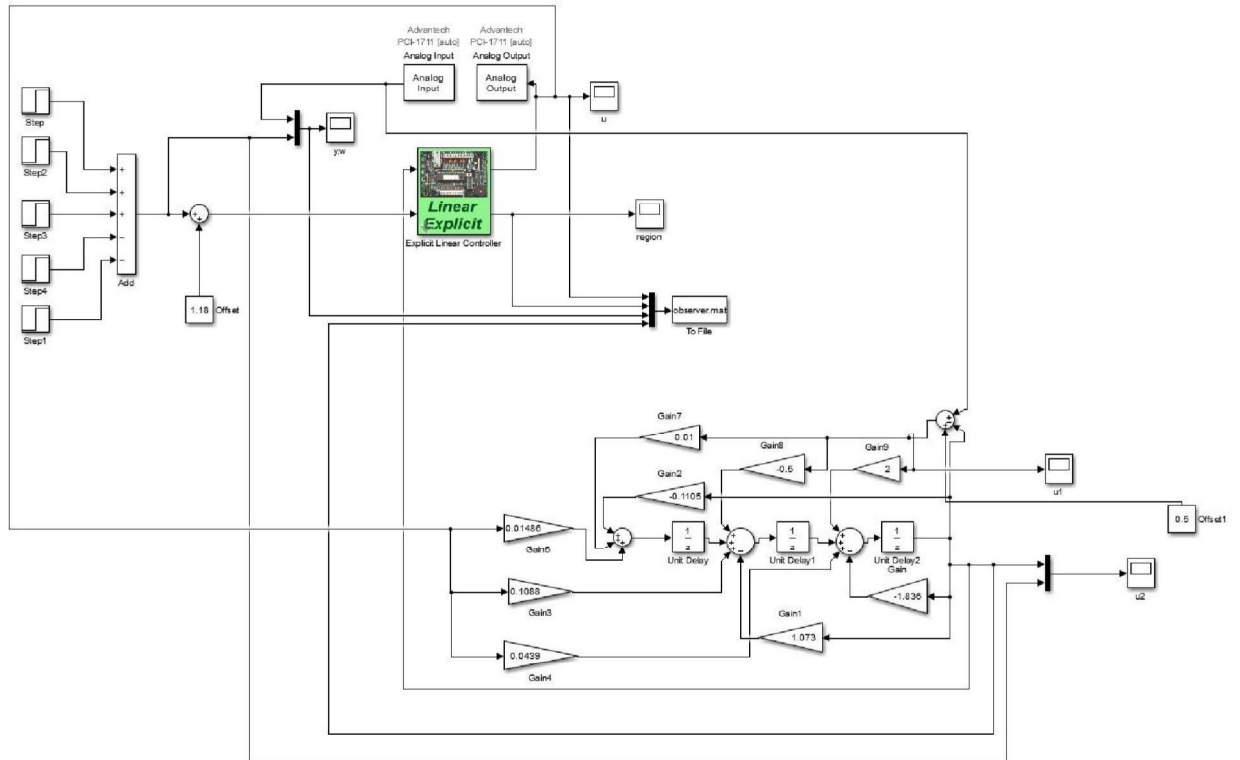 Advantech
PCI-1711 [auto]
Analog Input
Advantech
PCI-1711 [auto]
Analog Output
Analog
Input
Analog
Output
u
Step
y,w
Step2
Linear
Explicit
Explicit Linear Controller
region
Step3
+
+
+
−
−
Add
+
+
Step4
1.18
Offset
Step1
observer.mat
To File
Gain7
0.01
Gain8
-0.5
Gain9
2
u1
0.5
Offset1
Gain2
-0.1105
0.01486
1
z
Unit Delay
1
z
Unit Delay1
1
z
Unit Delay2
Gain
-1.836
u2
0.1088
Gain3
Gain1
1.073
0.0439
Gain4